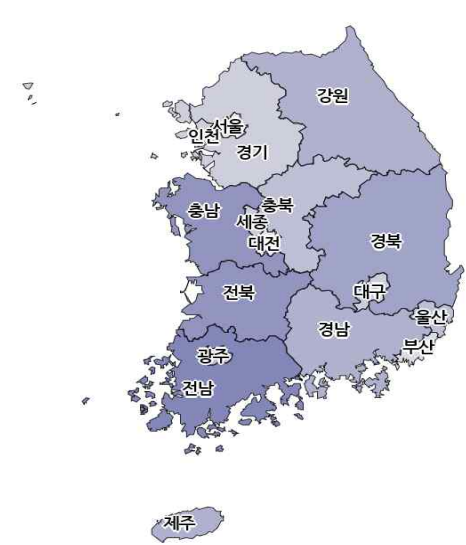 강원
서울
인천
경기
충남
충북
세종
대전
경북
전북
대구
울산
경남
부산
광주
전남
제주